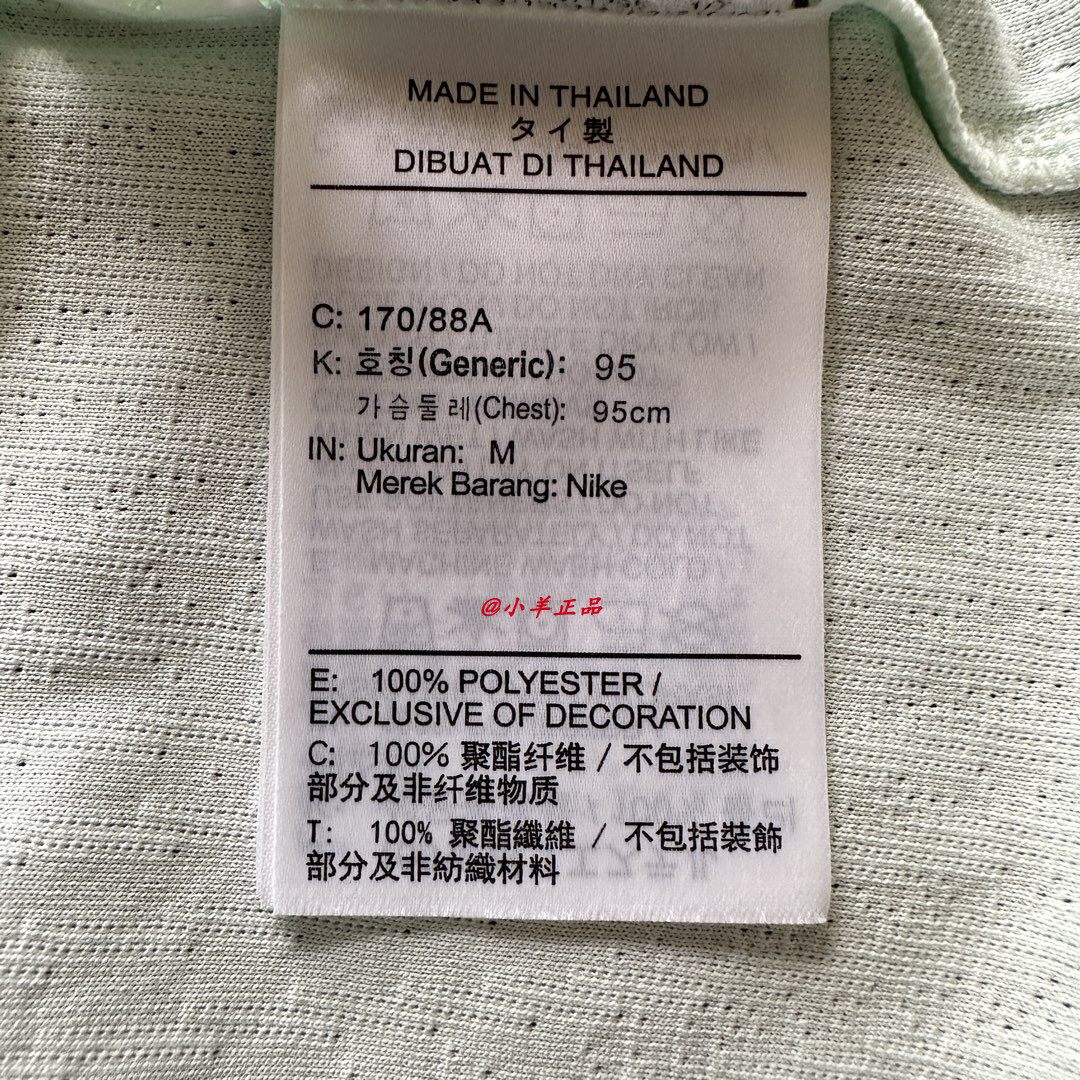 MADE IN THAILAND
タイ製
DIBUAT DI THAILAND
C: 170/88A
K: 호칭(Generic): 95
가슴둘레(Chest): 95cm
IN: Ukuran: M
Merek Barang: Nike
@小羊正品
E: 100% POLYESTER /
EXCLUSIVE OF DECORATION
C: 100% 聚酯纤维 / 不包括装饰
部分及非纤维物质
T: 100% 聚酯纖維 / 不包括裝飾
部分及非紡織材料